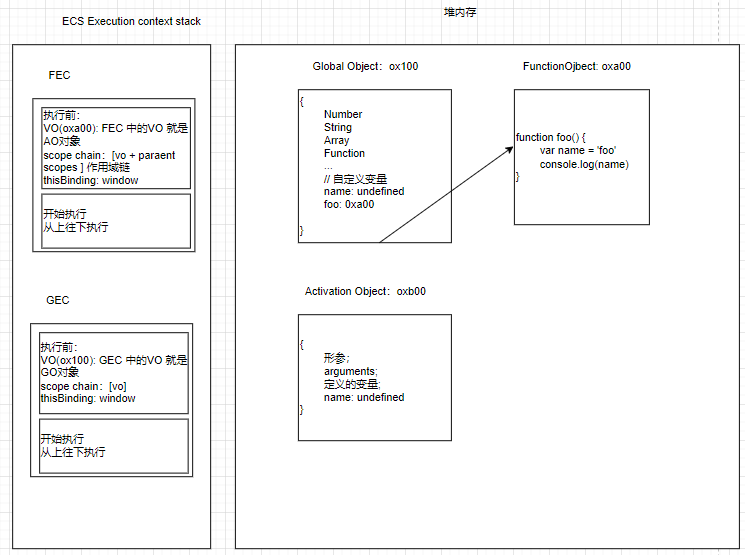 ECS Execution context stack
堆内存
FEC
执行前：
VO(oxa00): FEC 中的VO 就是
AO对象
scope chain：[vo + paraent
scopes ] 作用域链
thisBinding: window
开始执行
从上往下执行
GEC
执行前：
VO(ox100): GEC 中的VO 就是
GO对象
scope chain：[vo]
thisBinding: window
开始执行
从上往下执行
Global Object：ox100
{
Number
String
Array
Function
...
// 自定义变量
name: undefined
foo: 0xa00
}
FunctionOjbect: oxa00
function foo() {
var name = 'foo'
console.log(name)
}
Activation Object：oxb00
{
形参；
arguments;
定义的变量;
name: undefined
}